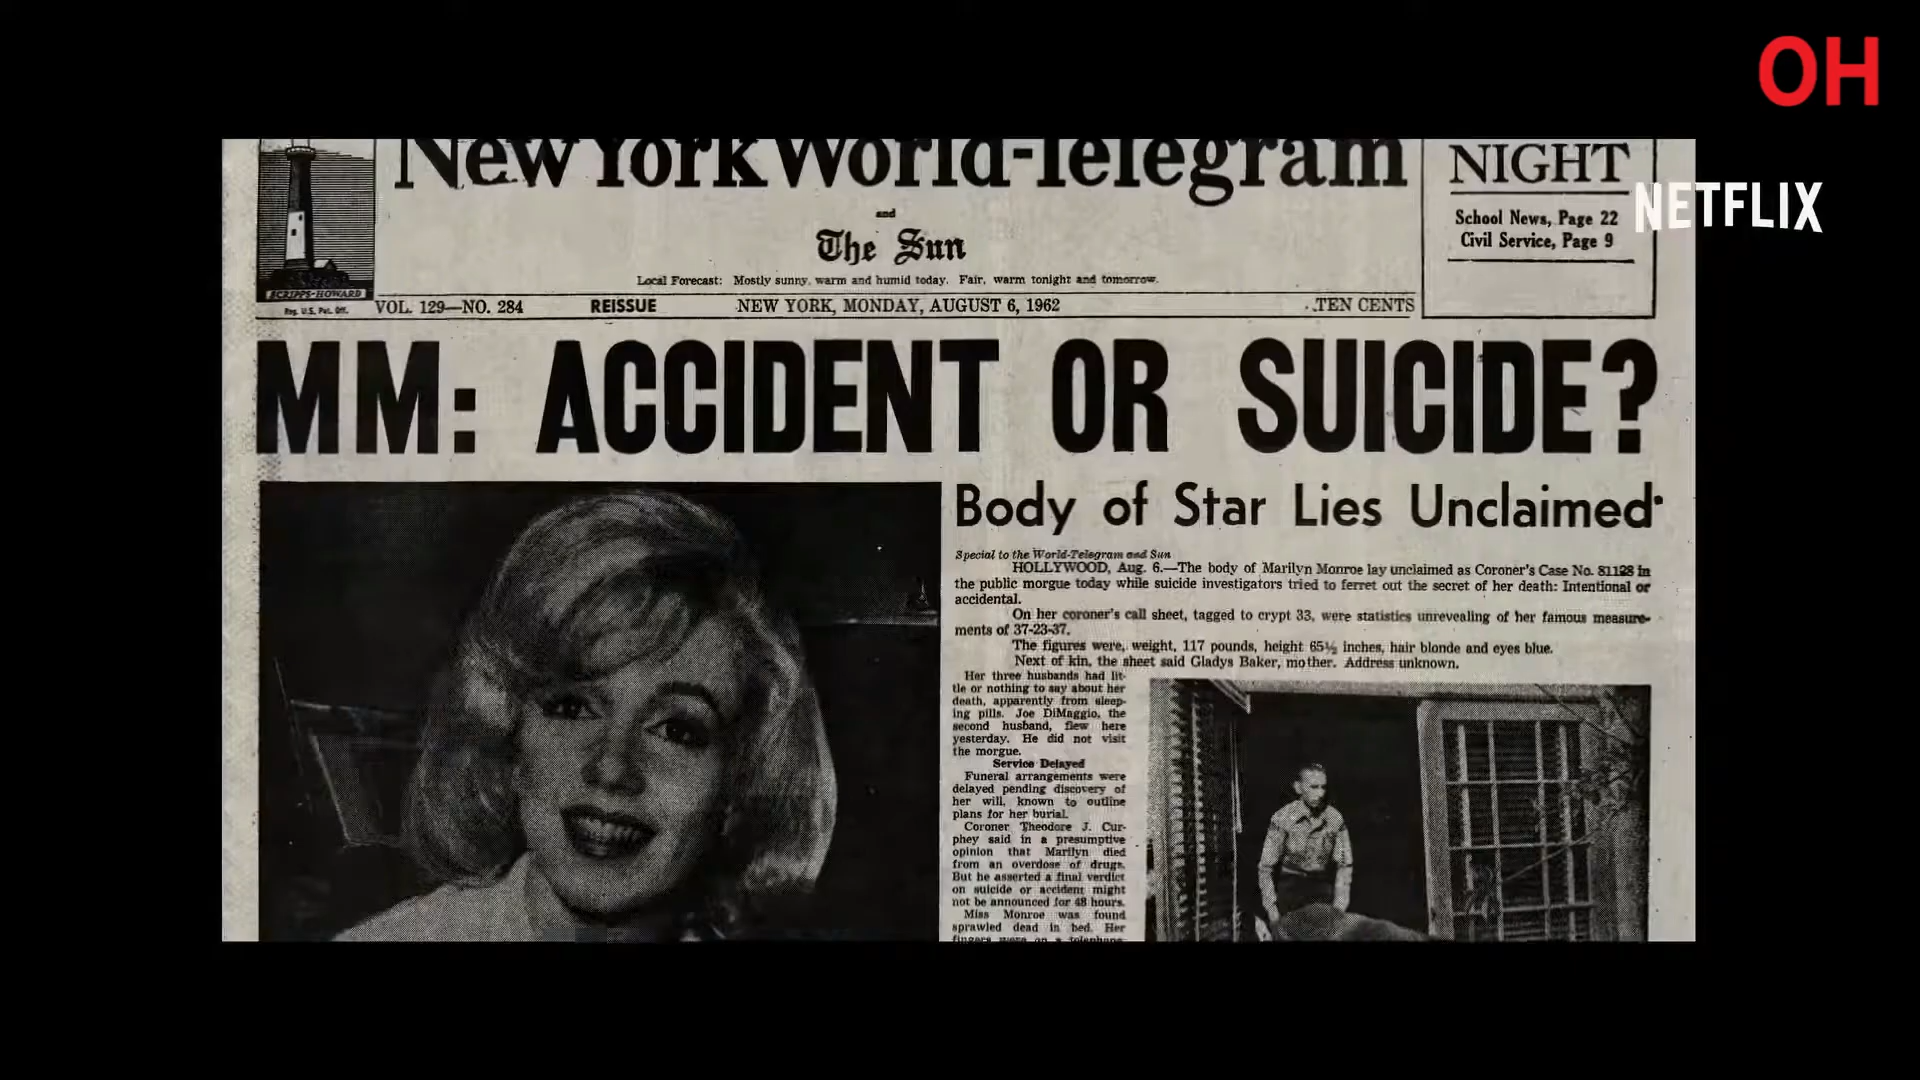 OH
New York World-Telegram
NIGHT
NETFLIX
School News, Page 22
Civil Service, Page 9
and
The Sun
Local Forecast: Mostly sunny, warm and humid today. Fair, warm tonight and tomorrow.
SCRIPPS-HOWARD
Reg. U.S. Pat. Off.
VOL. 129—NO. 284 REISSUE NEW YORK, MONDAY, AUGUST 6, 1962 TEN CENTS
MM: ACCIDENT OR SUICIDE?
Body of Star Lies Unclaimed
Special to the World-Telegram and Sun
HOLLYWOOD, Aug. 6.—The body of Marilyn Monroe lay unclaimed as Coroner's Case No. 81128 in
the public morgue today while suicide investigators tried to ferret out the secret of her death: Intentional or
accidental.
On her coroner's call sheet, tagged to crypt 33, were statistics unrevealing of her famous measure-
ments of 37-23-37.
The figures were, weight, 117 pounds, height 65½ inches, hair blonde and eyes blue.
Next of kin, the sheet said Gladys Baker, mother. Address unknown.
Her three husbands had lit-
tle or nothing to say about her
death, apparently from sleep-
ing pills. Joe DiMaggio, the
second husband, flew here
yesterday. He did not visit
the morgue.
Service Delayed
Funeral arrangements were
delayed pending discovery of
her will, known to outline
plans for her burial.
Coroner Theodore J. Cur-
phey said in a presumptive
opinion that Marilyn died
from an overdose of drugs.
But he asserted a final verdict
on suicide or accident might
not be announced for 48 hours.
Miss Monroe was found
sprawled dead in bed. Her
fingers were on a telephone